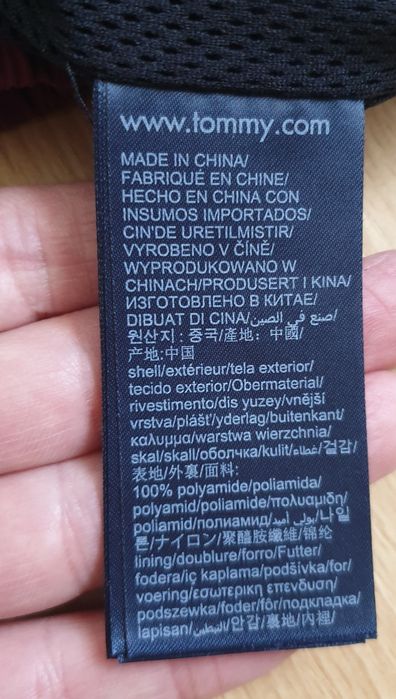 www.tommy.com
MADE IN CHINA/
FABRIQUÉ EN CHINE/
HECHO EN CHINA CON
INSUMOS IMPORTADOS/
CIN'DE URETILMISTIR/
VYROBENO V ČÍNĚ/
WYPRODUKOWANO W
CHINACH/PRODUSERT I KINA/
ИЗГОТОВЛЕНО В КИТАЕ/
DIBUAT DI CINA/صنع في الصين/
원산지 : 중국/產地：中國/
产地:中国
shell/extérieur/tela exterior/
tecido exterior/Obermaterial/
rivestimento/dis yuzey/vnější
vrstva/plášť/yderlag/buitenkant/
καλυμμα/warstwa wierzchnia/
skal/skall/оболочка/kulit/غطاء/겉감/
表地/外裏/面料:
100% polyamide/poliamida/
polyamid/poliammide/πολυαμιδη/
poliamid/полиамид/بولي أميد/나일
론/ナイロン/聚醯胺纖維/锦纶
lining/doublure/forro/Futter/
fodera/iç kaplama/podšívka/for/
voering/εσωτερικη επενδυση/
podszewka/foder/fôr/подкладка/
lapisan/التبطين/안감/裏地/內裡/